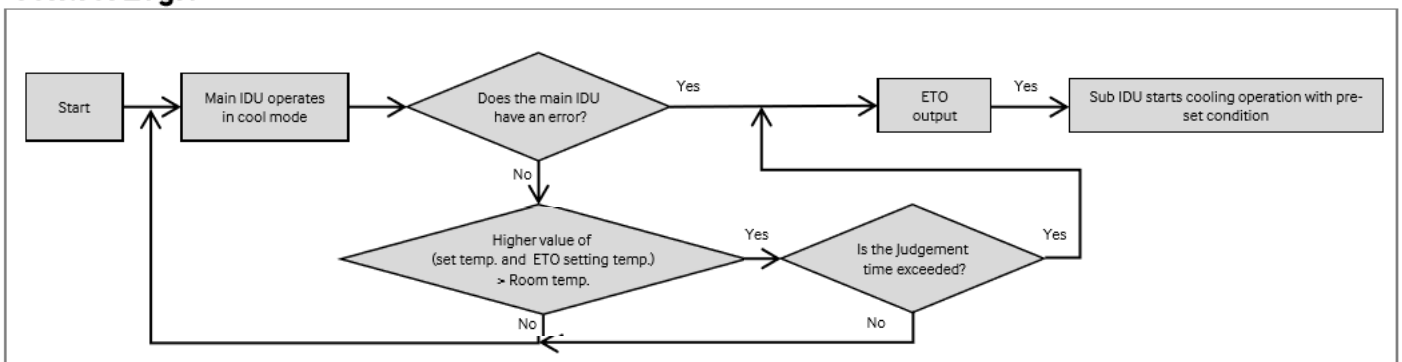 Start
Main IDU operates
in cool mode
Does the main IDU
have an error?
Yes
ETO
output
Yes
Sub IDU starts cooling operation with pre-
set condition
No
Higher value of
(set temp. and ETO setting temp.)
> Room temp.
Yes
Is the Judgement
time exceeded?
Yes
No
No